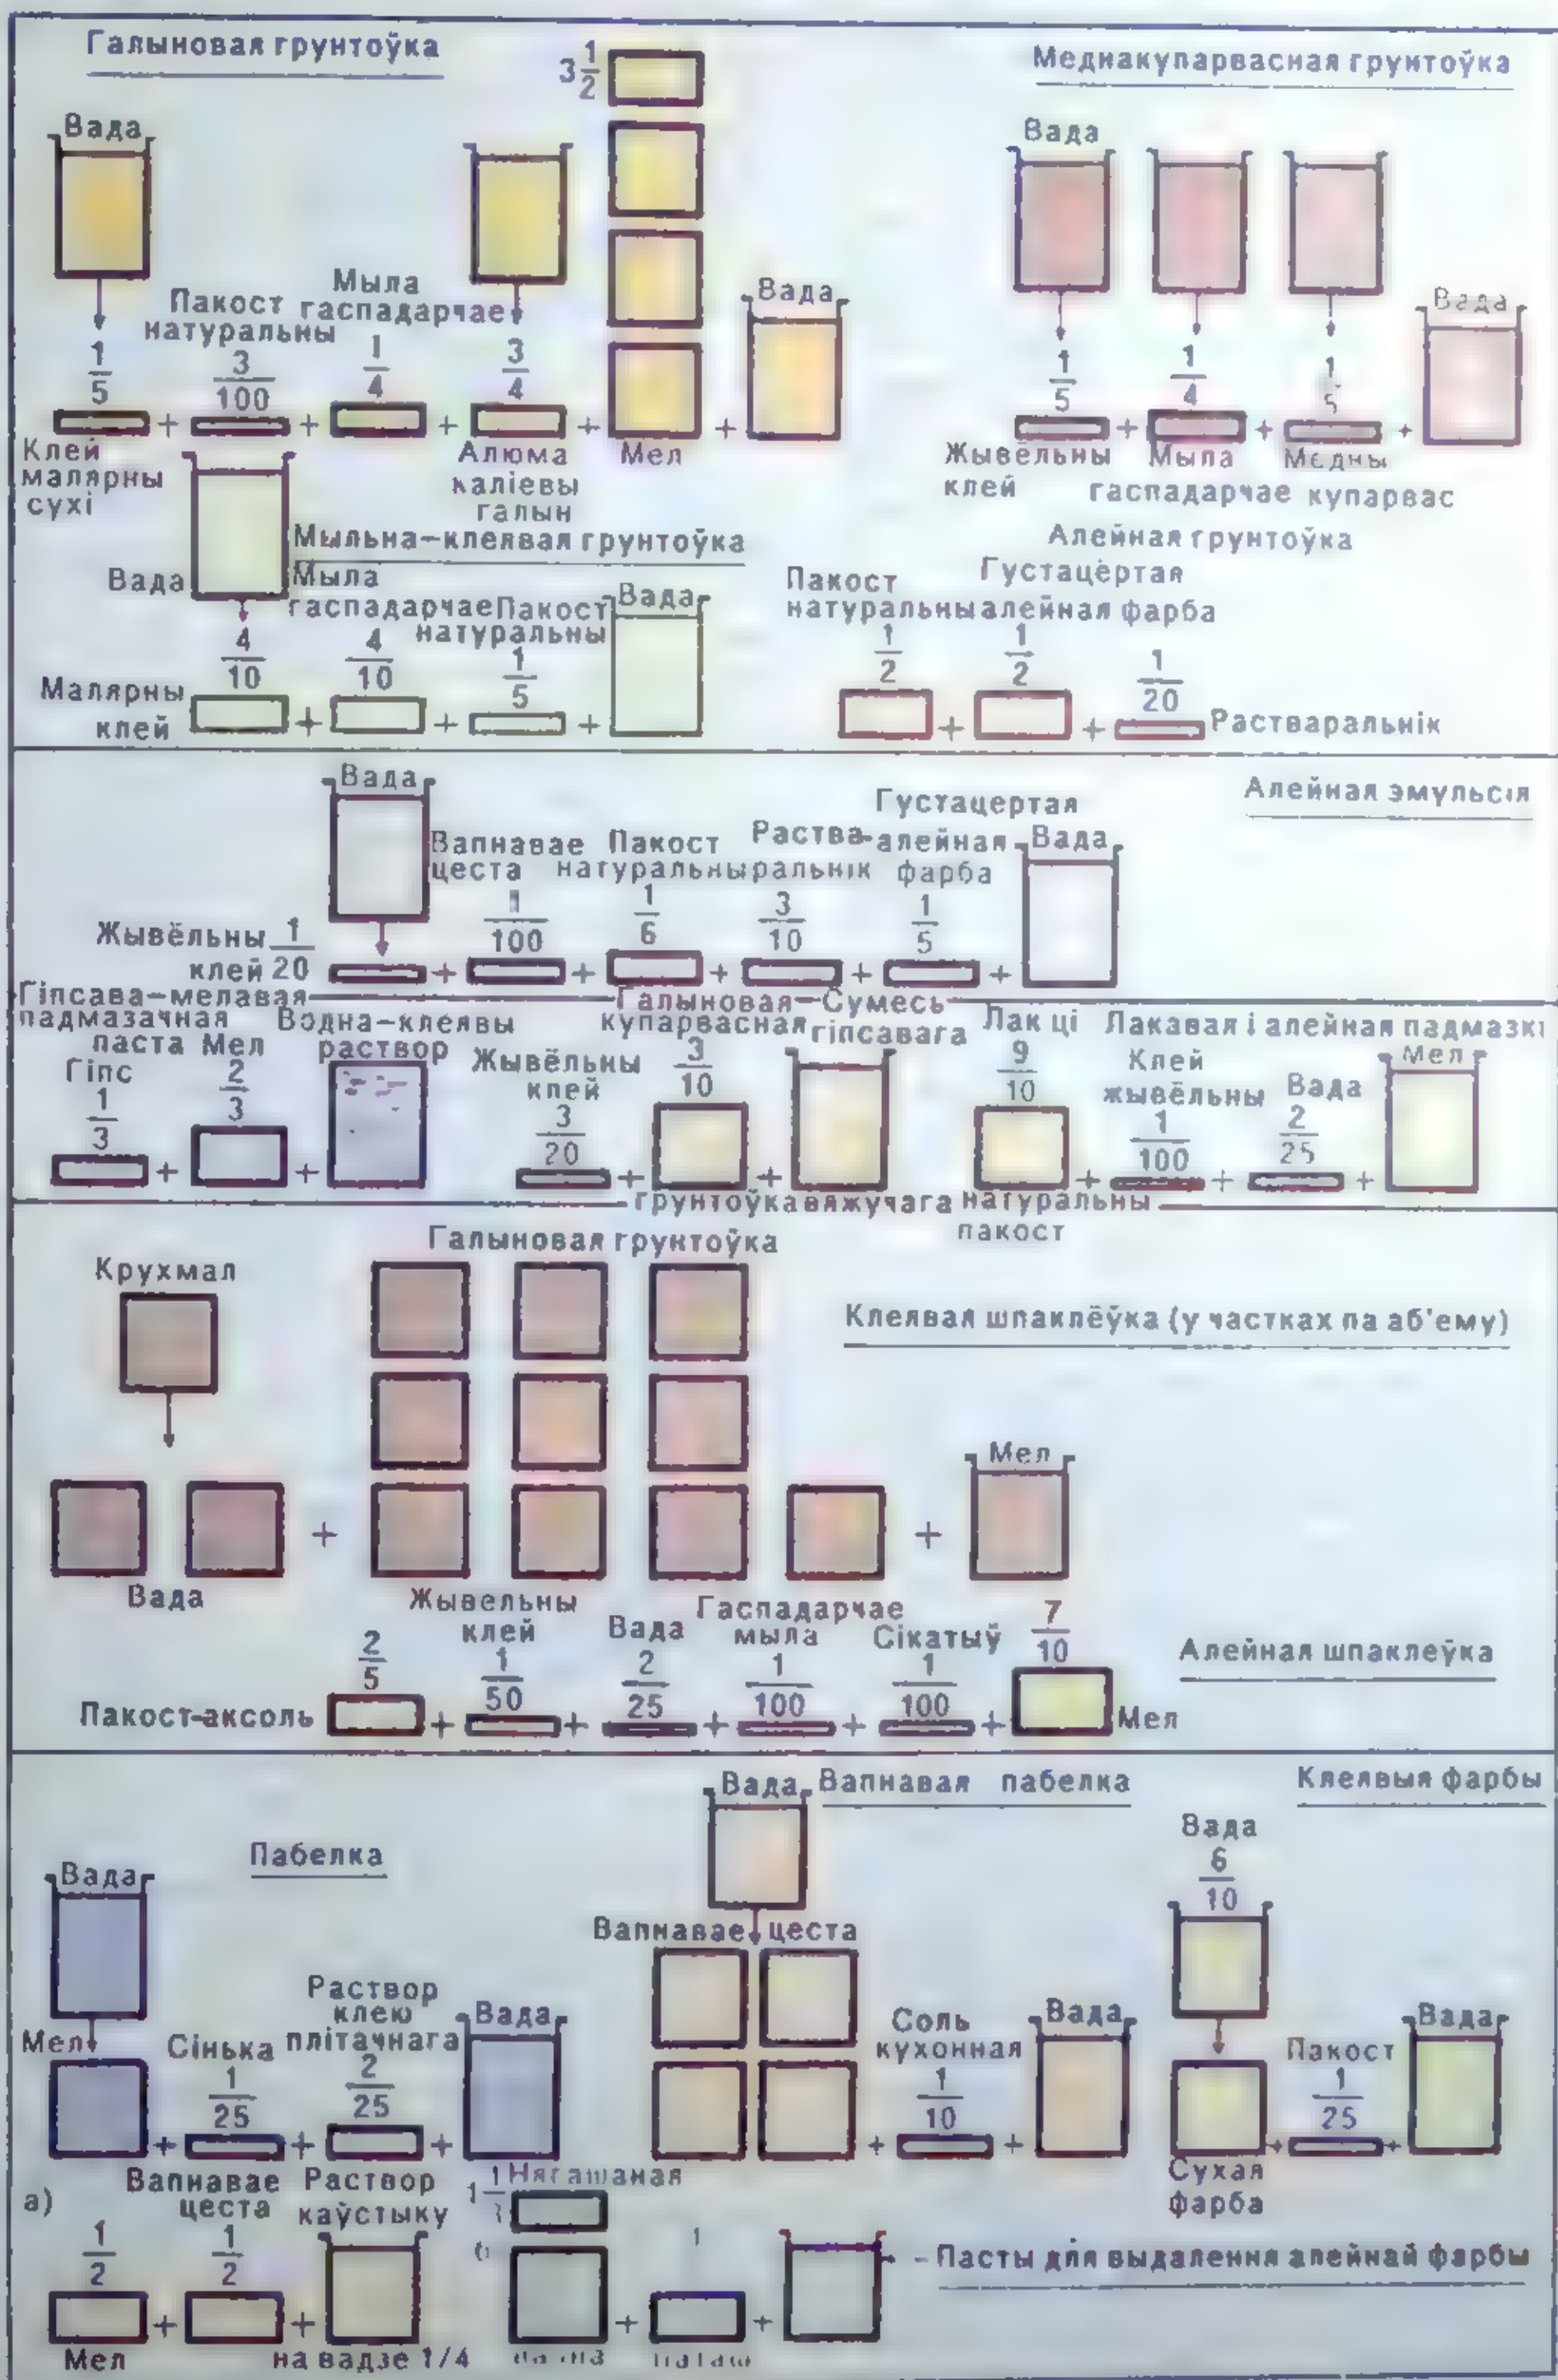 Галыновая грунтоўка
3 1/2
Вада
Пакост натуральны
Мыла гаспадарчае
Вада
1/5 + 3/100 + 1/4 + 3/4 + +
Клей малярны сухі
Алюма каліевы галын
Мел
Меднакупарвасная грунтоўка
Вада
Вада
1/5 + 1/4 + 1/5 +
Жывёльны клей
Мыла гаспадарчае
Медны купарвас
Мыльна-клеявая грунтоўка
Вада
Мыла гаспадарчае
Пакост натуральны
Вада
4/10 + 4/10 + 1/5 +
Малярны клей
Алейная грунтоўка
Пакост натуральны
Густацёртая алейная фарба
1/2 + 1/2 + 1/20
Растваральнік
Алейная эмульсія
Вада
Вапнавае цеста
Пакост натуральны
Раства-
ральнік
Густацертая алейная фарба
Вада
Жывёльны клей 1/20 + 1/100 + 1/6 + 3/10 + 1/5 +
Гіпсава-мелавая падмазачная паста
Гіпс
Мел
Водна-клеявы раствор
1/3 + 2/3 +
Жывёльны клей
Галыновая купарвасная
грунтоўка
Сумесь гіпсавага
вяжучага
3/20 + 3/10 +
Лакавая і алейная падмазкі
Лак ці
натуральны
пакост
Клей жывёльны
Вада
Мел
9/10 + 1/100 + 2/25 +
Клеявая шпаклёўка (у частках па аб'ему)
Крухмал
Галыновая грунтоўка
Мел
+ +
Вада
Алейная шпаклеўка
Жывельны клей
Вада
Гаспадарчае мыла
Сікатыў
Пакост-аксоль 2/5 + 1/50 + 2/25 + 1/100 + 1/100 + 7/10 Мел
Пабелка
Вада
Мел
Сінька
Раствор клею плітачнага
Вада
+ 1/25 + 2/25 +
Вапнавая пабелка
Вада
Вапнавае цеста
Соль кухонная
Вада
+ 1/10 +
Клеявыя фарбы
Вада
6/10
Пакост
Вада
+ 1/25 +
Сухая фарба
а)
Вапнавае цеста
Раствор каўстыку
1/2 + 1/2 +
Мел
на вадзе 1/4
Нягашаная
+ +
- Пасты для выдалення алейнай фарбы